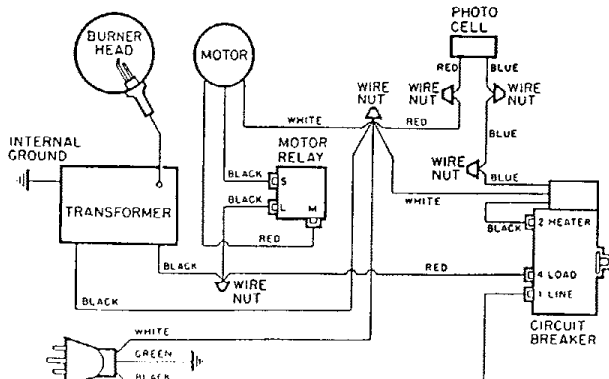 PHOTO
CELL
BURNER
HEAD
MOTOR
RED
BLUE
WIRE
NUT
WIRE
NUT
WIRE
NUT
WHITE
RED
BLUE
INTERNAL
GROUND
MOTOR
RELAY
WIRE
NUT
BLUE
BLACK
S
WHITE
BLACK
L M
TRANSFORMER
BLACK
2 HEATER
RED
BLACK
RED
4 LOAD
WIRE
NUT
BLACK
1 LINE
CIRCUIT
BREAKER
WHITE
GREEN
BLACK